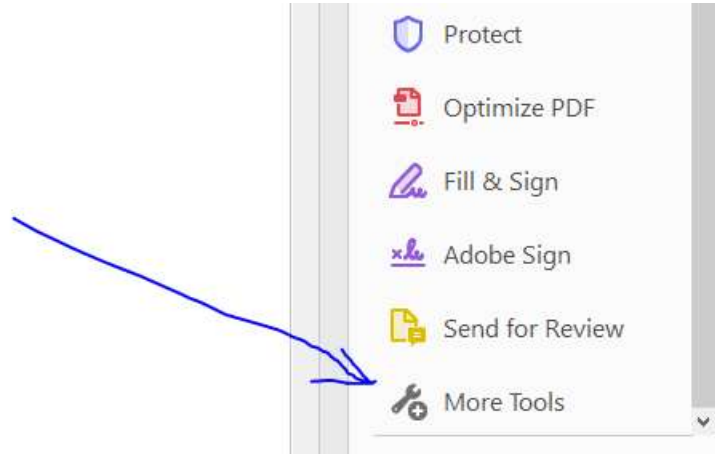 Protect
Optimize PDF
Fill & Sign
Adobe Sign
Send for Review
More Tools